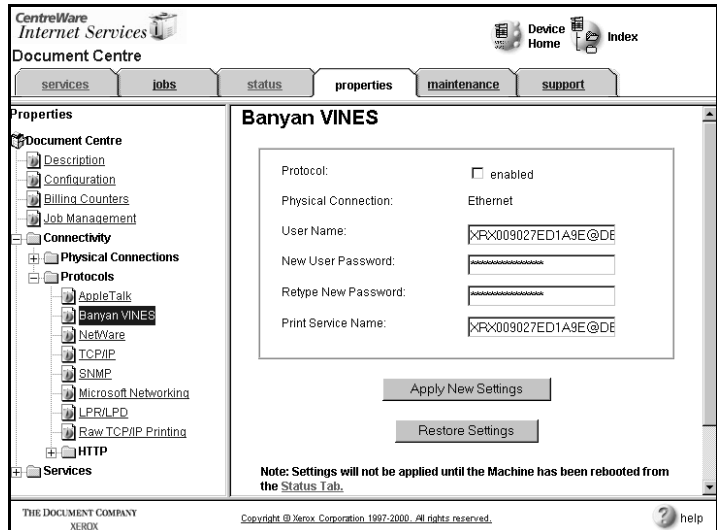 CentreWare
Internet Services
Document Centre
Device Home
Index
services
jobs
status
properties
maintenance
support
Properties
Document Centre
Description
Configuration
Billing Counters
Job Management
Connectivity
Physical Connections
Protocols
AppleTalk
Banyan VINES
NetWare
TCP/IP
SNMP
Microsoft Networking
LPR/LPD
Raw TCP/IP Printing
HTTP
Services
Banyan VINES
Protocol: enabled
Physical Connection: Ethernet
User Name: XRX009027ED1A9E@DE
New User Password: ***************
Retype New Password: ***************
Print Service Name: XRX009027ED1A9E@DE
Apply New Settings
Restore Settings
Note: Settings will not be applied until the Machine has been rebooted from
the Status Tab.
THE DOCUMENT COMPANY
XEROX
Copyright © Xerox Corporation 1997-2000. All rights reserved.
? help